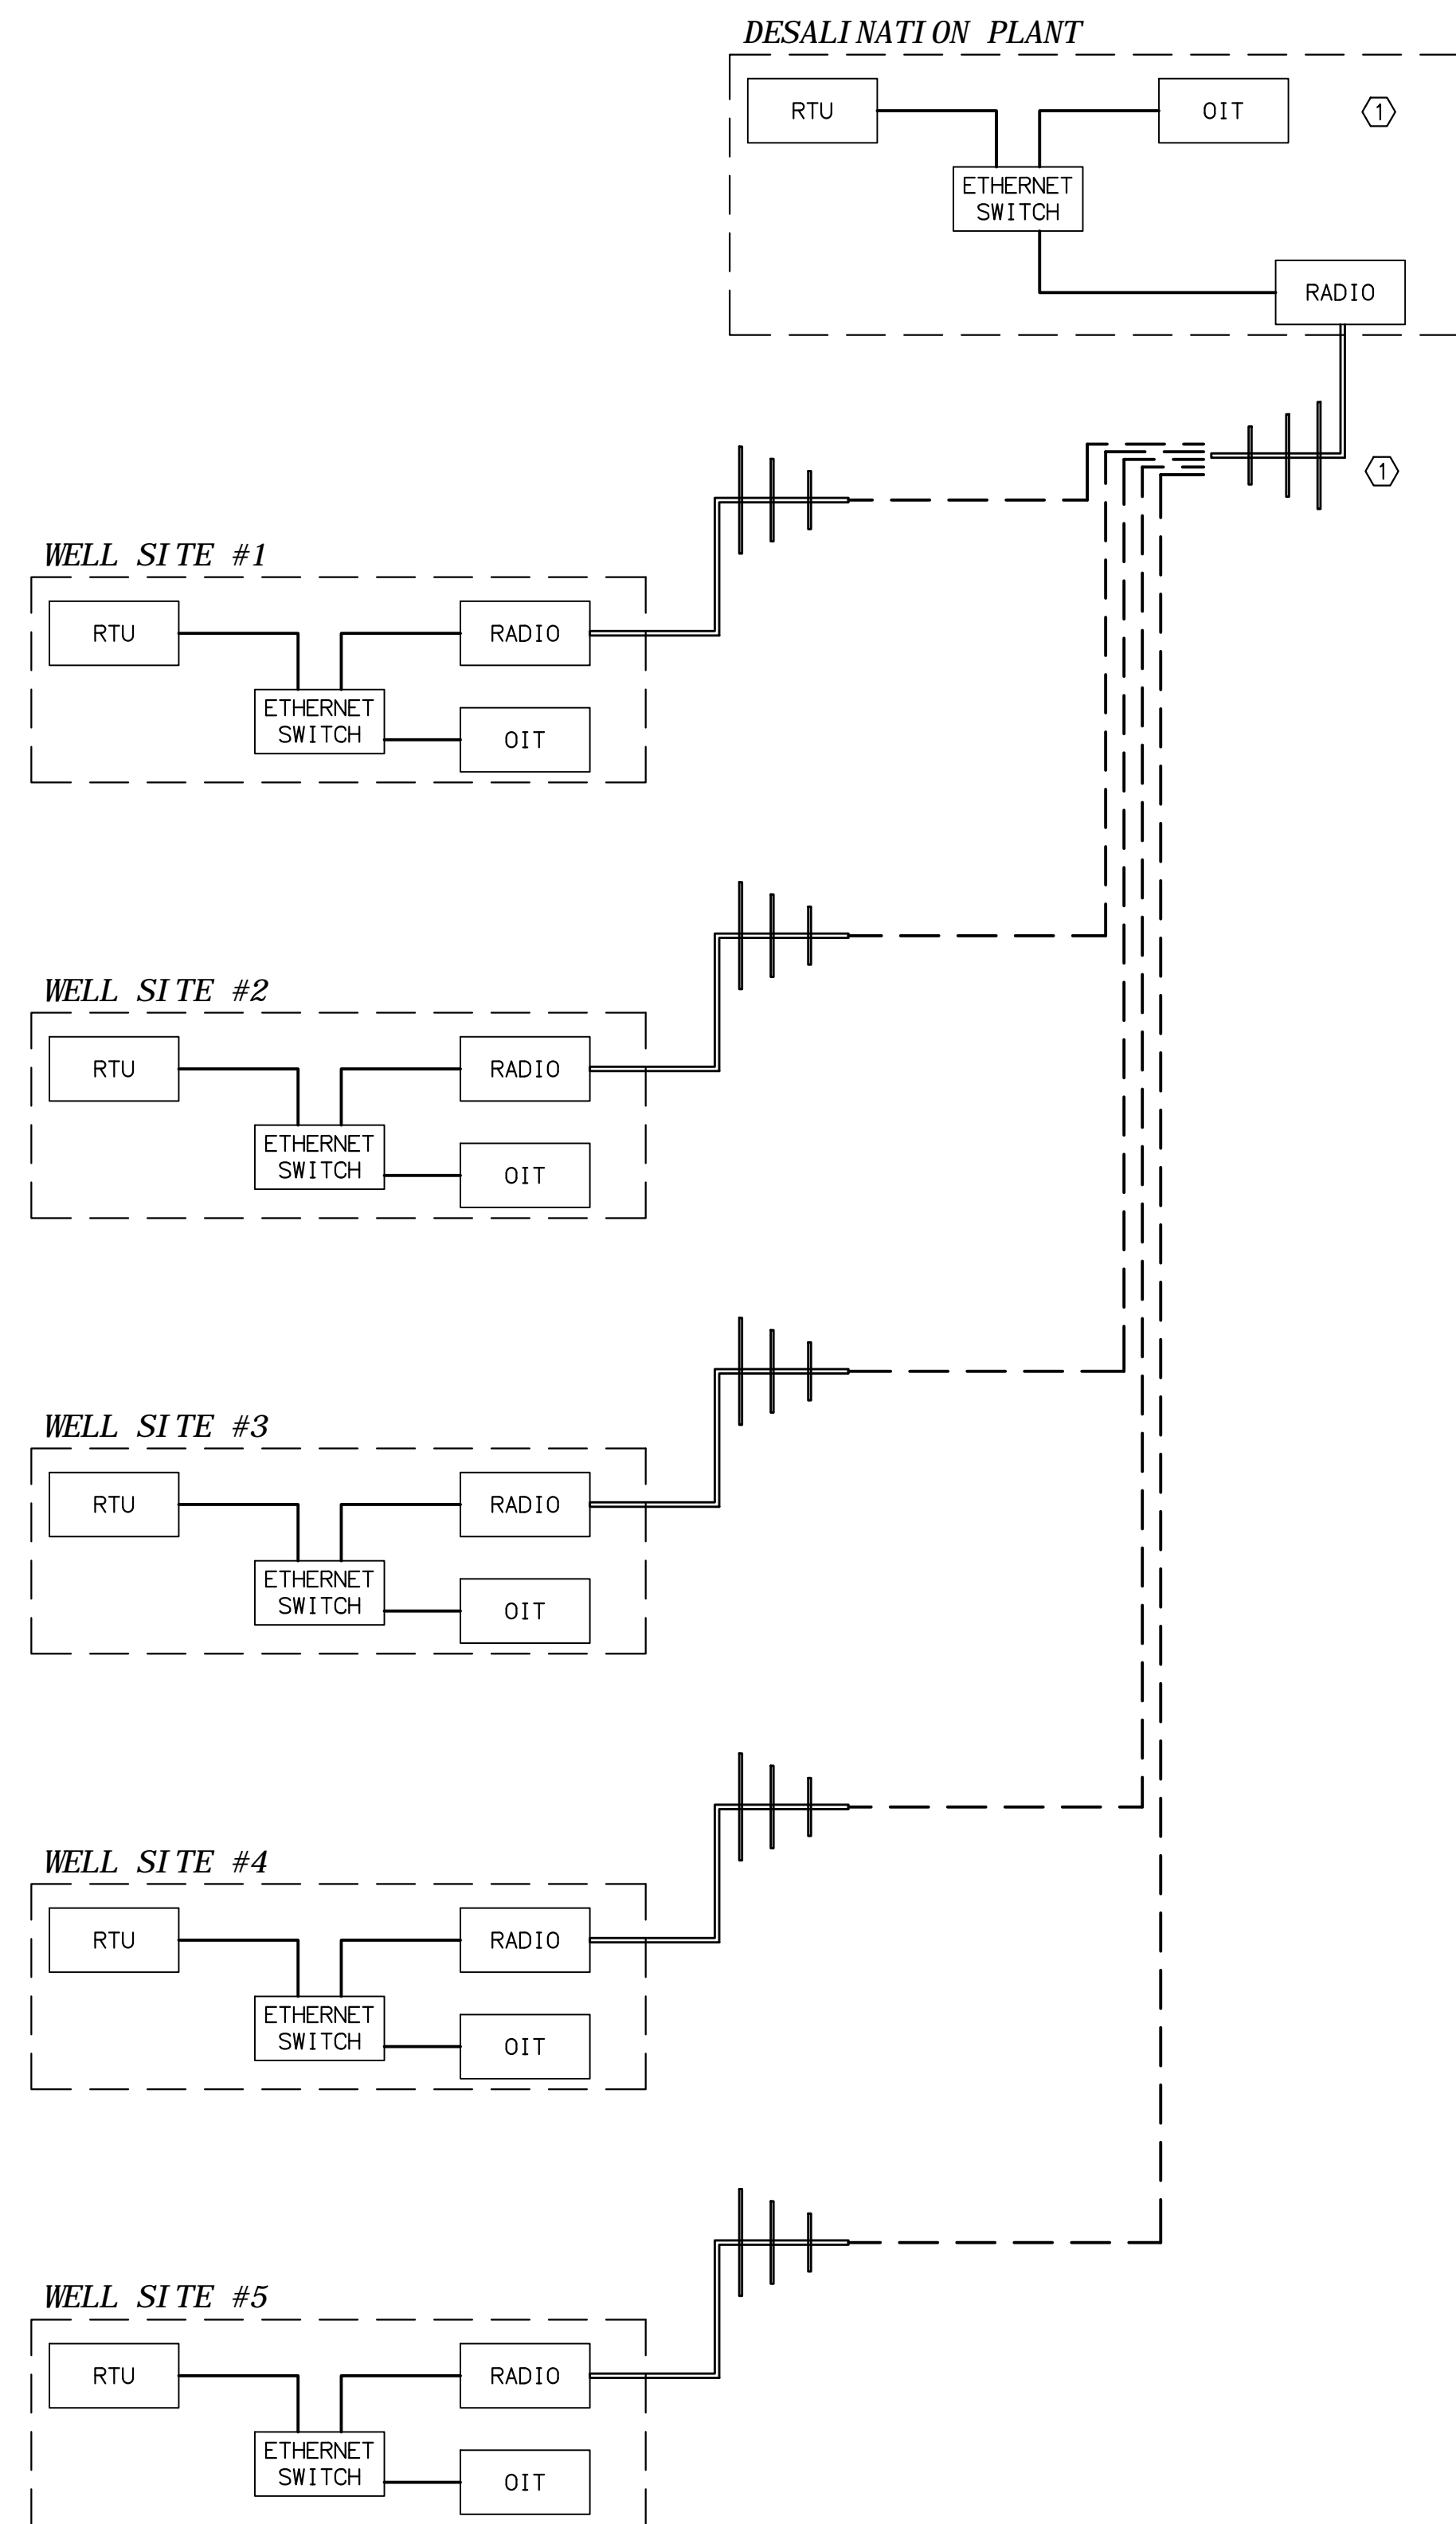 DESALINATION PLANT
RTU
OIT
1
ETHERNET
SWITCH
RADIO
1
WELL SITE #1
RTU
RADIO
ETHERNET
SWITCH
OIT
WELL SITE #2
RTU
RADIO
ETHERNET
SWITCH
OIT
WELL SITE #3
RTU
RADIO
ETHERNET
SWITCH
OIT
WELL SITE #4
RTU
RADIO
ETHERNET
SWITCH
OIT
WELL SITE #5
RTU
RADIO
ETHERNET
SWITCH
OIT